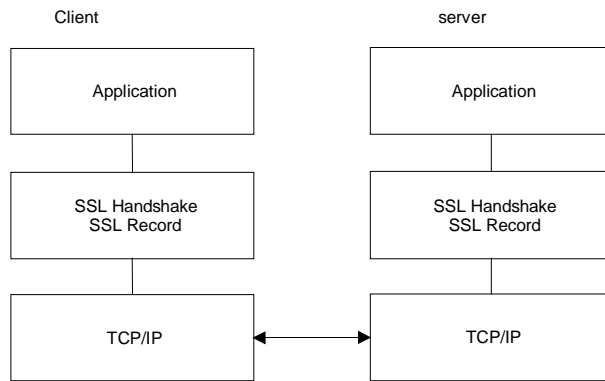 Client
server
Application
Application
SSL Handshake
SSL Record
SSL Handshake
SSL Record
TCP/IP
TCP/IP